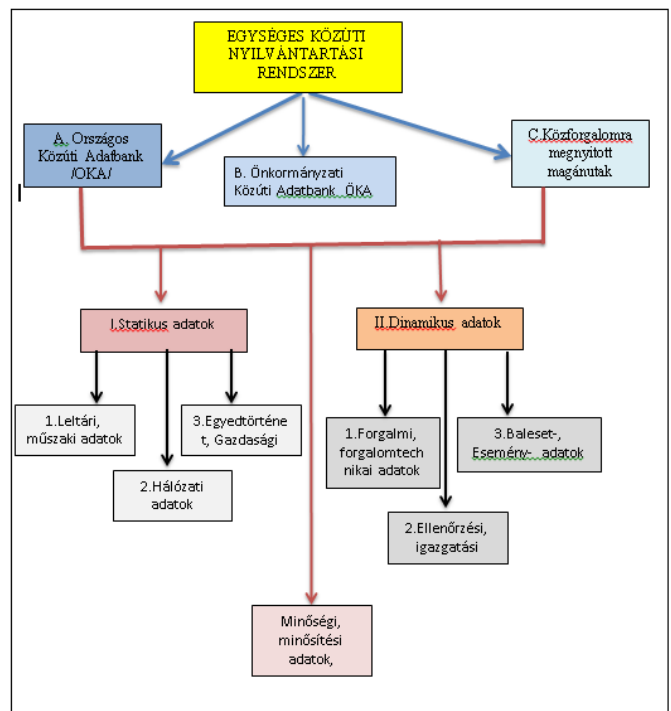 EGYSÉGES KÖZÚTI
NYILVÁNTARTÁSI
RENDSZER
A. Országos
Közúti Adatbank
/OKA/
B. Önkormányzati
Közúti Adatbank ÖKA
C.Közforgalomra
megnyitott
magánutak
I.Statikus adatok
II.Dinamikus adatok
1.Leltári,
műszaki adatok
2.Hálózati
adatok
3.Egyedtörténe
t, Gazdasági
1.Forgalmi,
forgalomtech
nikai adatok
2.Ellenőrzési,
igazgatási
3.Baleset-,
Esemény- adatok
Minőségi,
minősítési
adatok,